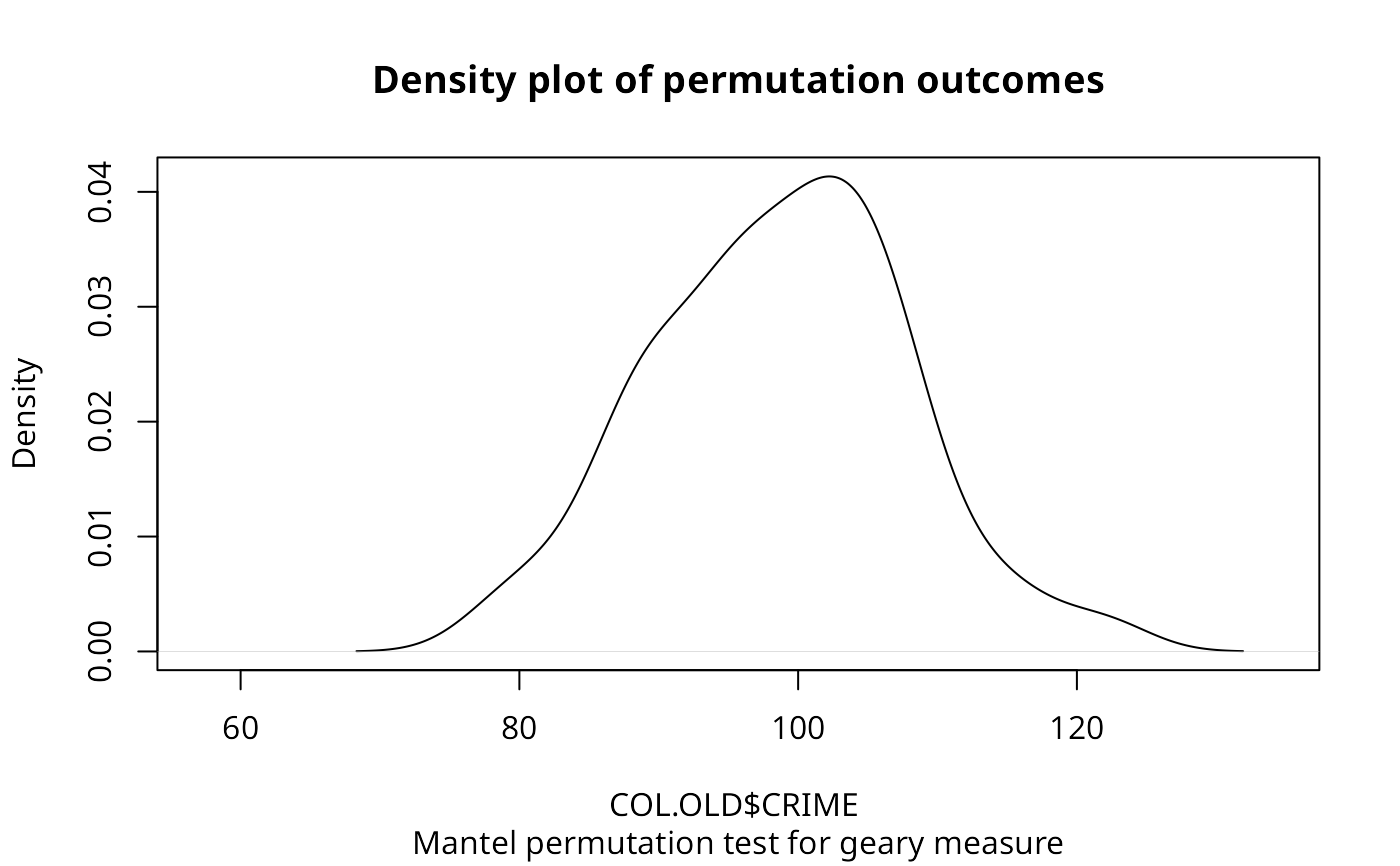 Density plot of permutation outcomes
Density
0.04
0.03
0.02
0.01
0.00
60 80 100 120
COL.OLD$CRIME
Mantel permutation test for geary measure